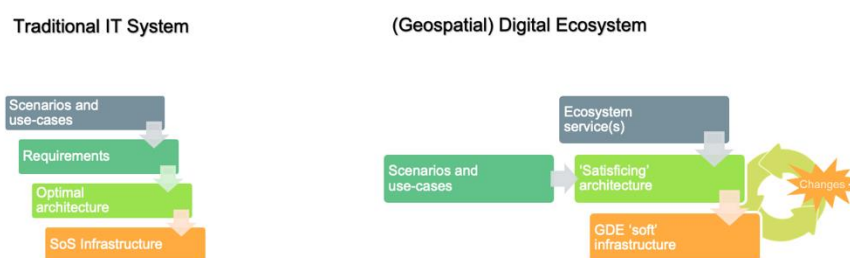 Traditional IT System
(Geospatial) Digital Ecosystem
Scenarios and
use-cases
Requirements
Optimal
architecture
SoS Infrastructure
Ecosystem
service(s)
Scenarios and
use-cases
'Satisficing'
architecture
Changes
GDE 'soft'
infrastructure